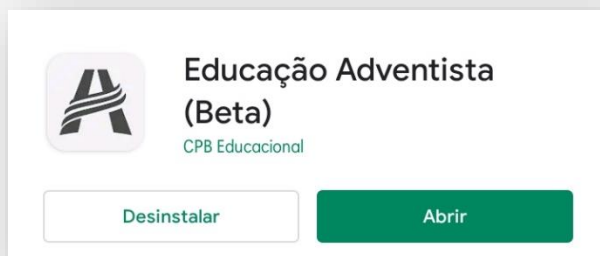 Educação Adventista
(Beta)
CPB Educacional
Desinstalar
Abrir